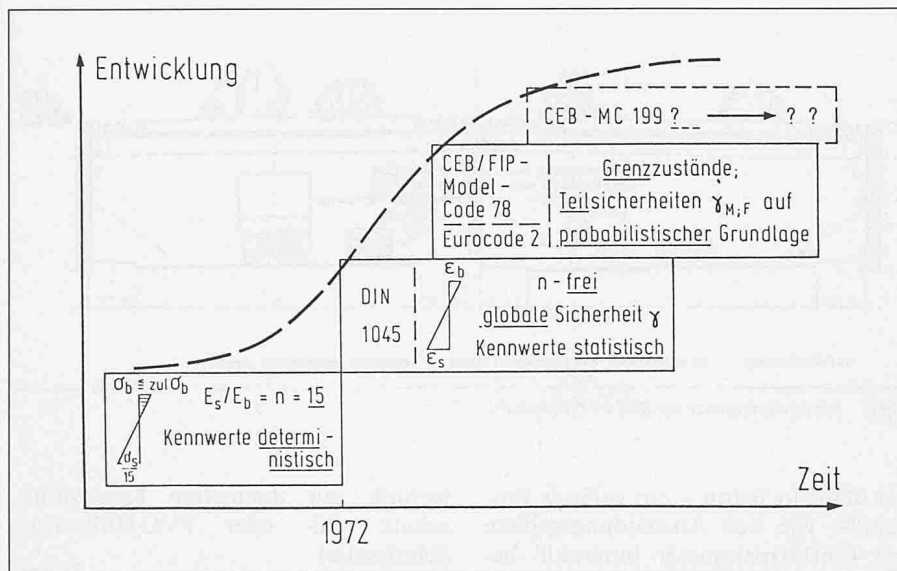 Entwicklung
CEB - MC 199?__ → ? ?
CEB/FIP -
Model -
Code 78
Eurocode 2
Grenzzustände;
Teilsicherheiten γM;F auf
probabilistischer Grundlage
DIN
1045
εb
εs
n - frei
globale Sicherheit γ
Kennwerte statistisch
σb ≦ zul σb
σs
15
Es/Eb = n = 15
Kennwerte determi -
nistisch
Zeit
1972